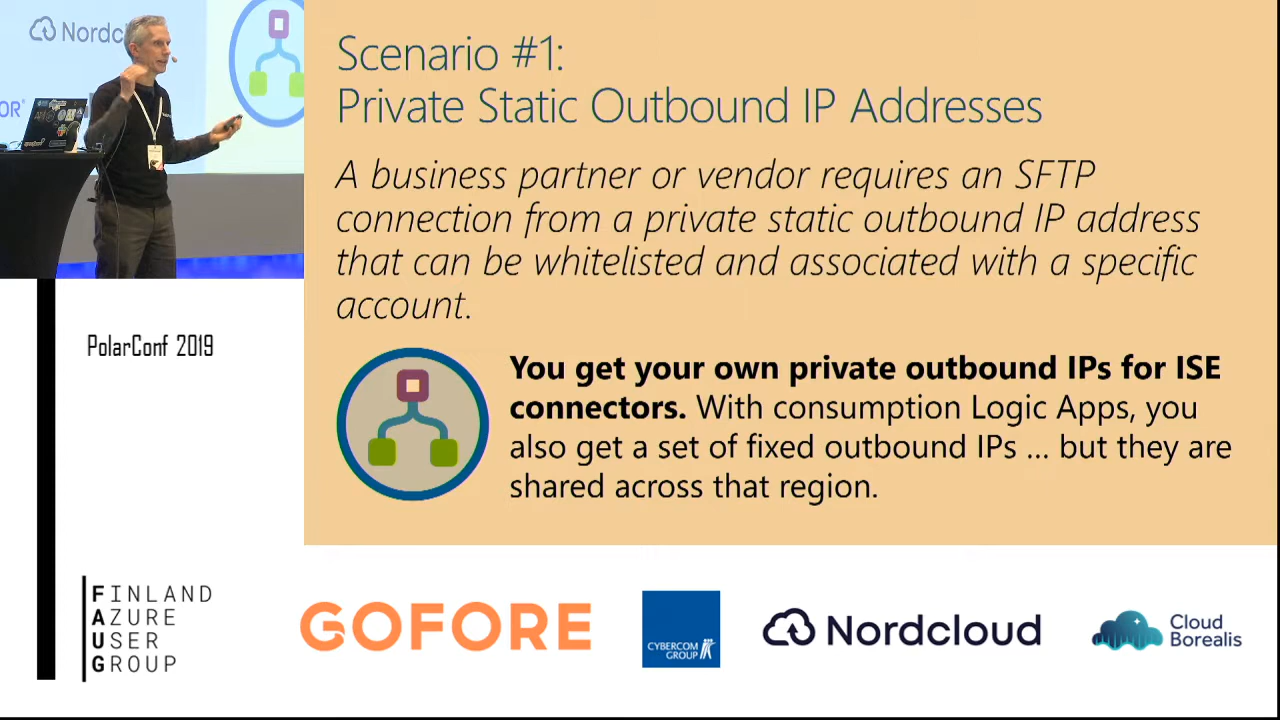 Nordc
OR
Scenario #1:
Private Static Outbound IP Addresses
A business partner or vendor requires an SFTP
connection from a private static outbound IP address
that can be whitelisted and associated with a specific
account.
You get your own private outbound IPs for ISE
connectors. With consumption Logic Apps, you
also get a set of fixed outbound IPs ... but they are
shared across that region.
PolarConf 2019
FINLAND
AZURE
USER
GROUP
GOFORE
CYBERCOM
GROUP
Nordcloud
Cloud
Borealis